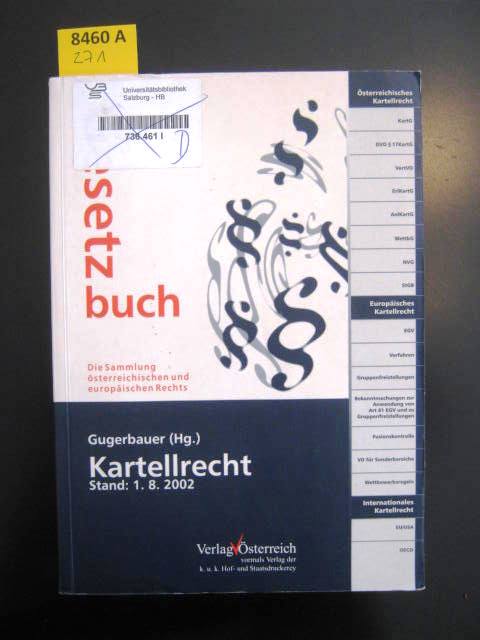 8460 A
271
Universitätsbibliothek
Salzburg - HB
736.461 I
D
setz
buch
Die Sammlung
österreichischen und
europäischen Rechts
Gugerbauer (Hg.)
Kartellrecht
Stand: 1. 8. 2002
Verlag Österreich
vormals Verlag der
k. u. k. Hof- und Staatsdruckerey
Österreichisches
Kartellrecht
KartG
DVO § 17KartG
VertVO
ErlKartG
AnlKartG
WettbG
NVG
StGB
Europäisches
Kartellrecht
EGV
Verfahren
Gruppenfreistellungen
Bekanntmachungen zur
Anwendung von
Art 81 EGV und zu
Gruppenfreistellungen
Fusionskontrolle
VO für Sonderbereiche
Wettbewerbsregeln
Internationales
Kartellrecht
EU/USA
OECD